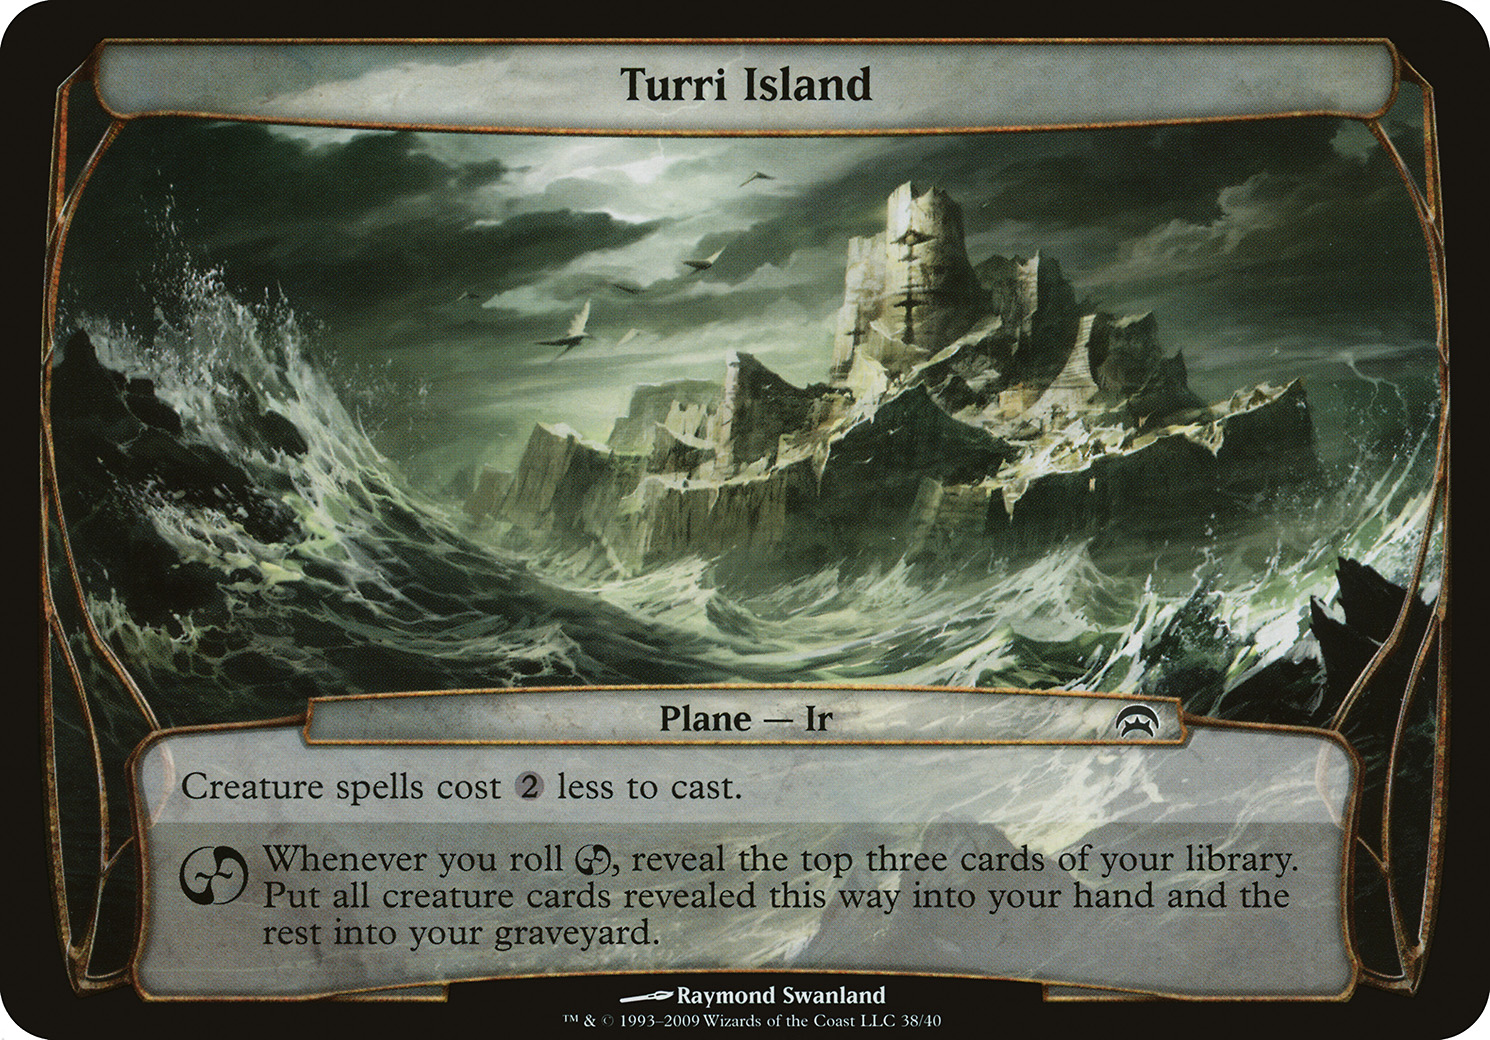 Turri Island
Plane — Ir
Creature spells cost 2 less to cast.
Whenever you roll , reveal the top three cards of your library.
Put all creature cards revealed this way into your hand and the
rest into your graveyard.
Raymond Swanland
™ & © 1993–2009 Wizards of the Coast LLC 38/40